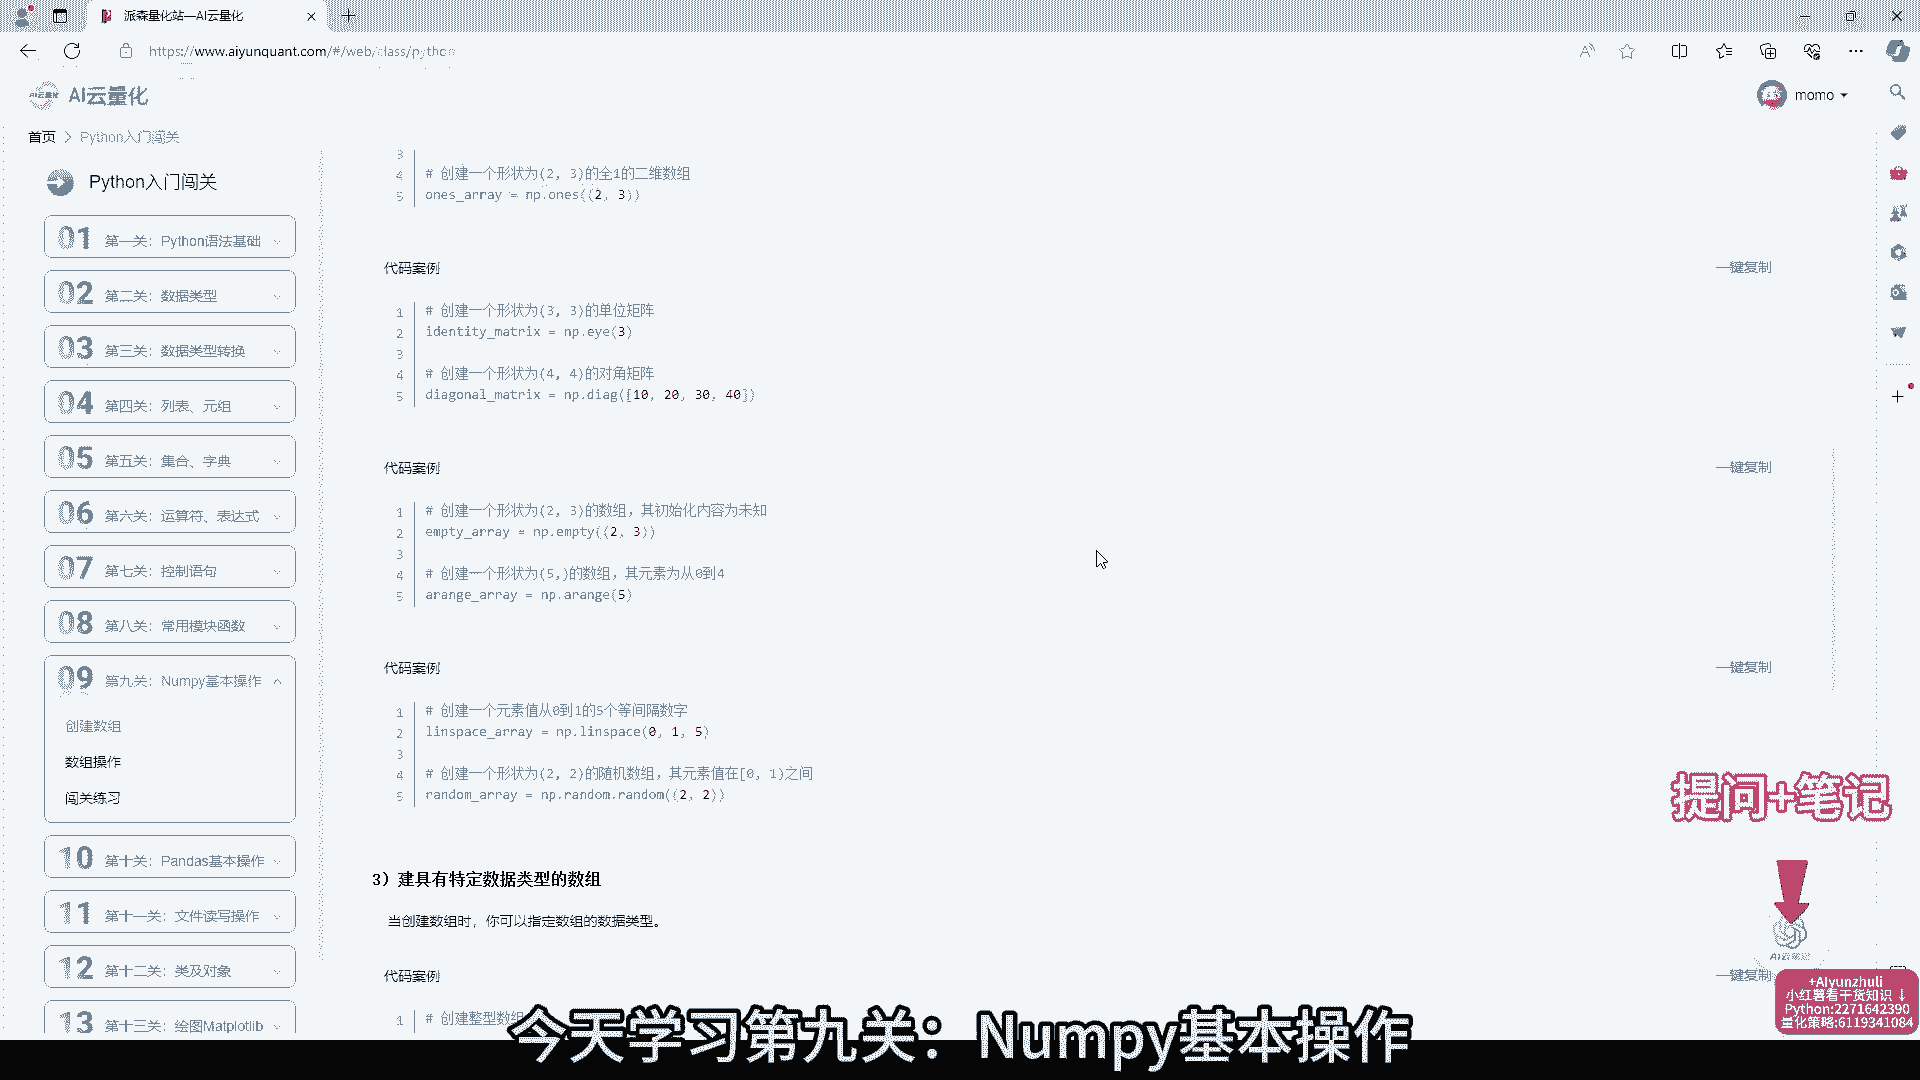 派森量化站—AI云量化
https://www.aiyunquant.com/#/web/class/python
AI云量化
momo
首页 > Python入门闯关
Python入门闯关
01 第一关：Python语法基础
02 第二关：数据类型
03 第三关：数据类型转换
04 第四关：列表、元组
05 第五关：集合、字典
06 第六关：运算符、表达式
07 第七关：控制语句
08 第八关：常用模块函数
09 第九关：Numpy基本操作
创建数组
数组操作
闯关练习
10 第十关：Pandas基本操作
11 第十一关：文件读写操作
12 第十二关：类及对象
13 第十三关：绘图Matplotlib
3
4 # 创建一个形状为(2, 3)的全1的二维数组
5 ones_array = np.ones((2, 3))
代码案例
一键复制
1 # 创建一个形状为(3, 3)的单位矩阵
2 identity_matrix = np.eye(3)
3
4 # 创建一个形状为(4, 4)的对角矩阵
5 diagonal_matrix = np.diag([10, 20, 30, 40])
代码案例
一键复制
1 # 创建一个形状为(2, 3)的数组，其初始化内容为未知
2 empty_array = np.empty((2, 3))
3
4 # 创建一个形状为(5,)的数组，其元素为从0到4
5 arange_array = np.arange(5)
代码案例
一键复制
1 # 创建一个元素值从0到1的5个等间隔数字
2 linspace_array = np.linspace(0, 1, 5)
3
4 # 创建一个形状为(2, 2)的随机数组，其元素值在[0, 1)之间
5 random_array = np.random.random((2, 2))
3）建具有特定数据类型的数组
当创建数组时，你可以指定数组的数据类型。
代码案例
一键复制
1 # 创建整型数组
提问+笔记
+AIyunzhuli
小红薯看干货知识↓
Python:2271642390
量化策略:6119341084
今天学习第九关：Numpy基本操作